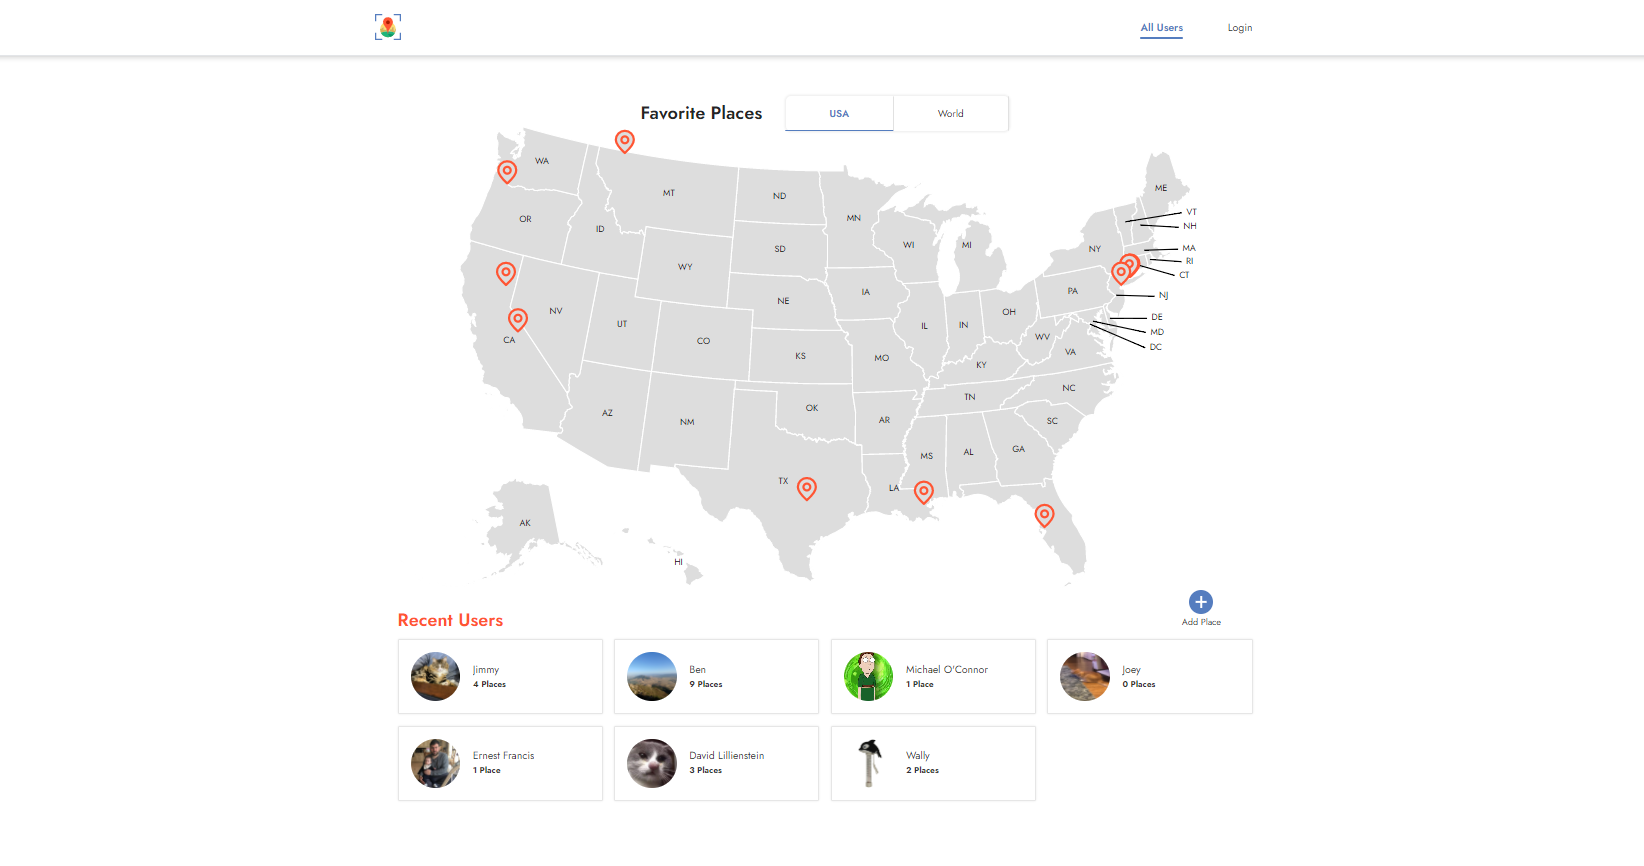 All Users
Login
Favorite Places
USA
World
WA
MT
ND
MN
ME
VT
OR
ID
NH
WI
MI
NY
SD
MA
RI
WY
CT
PA
IA
NE
NJ
NV
OH
DE
UT
IL
IN
MD
WV
CA
CO
DC
VA
KS
MO
KY
NC
TN
OK
AZ
NM
AR
SC
GA
AL
MS
TX
LA
AK
HI
Add Place
Recent Users
Jimmy
4 Places
Ben
9 Places
Michael O'Connor
1 Place
Joey
0 Places
Ernest Francis
1 Place
David Lillienstein
3 Places
Wally
2 Places